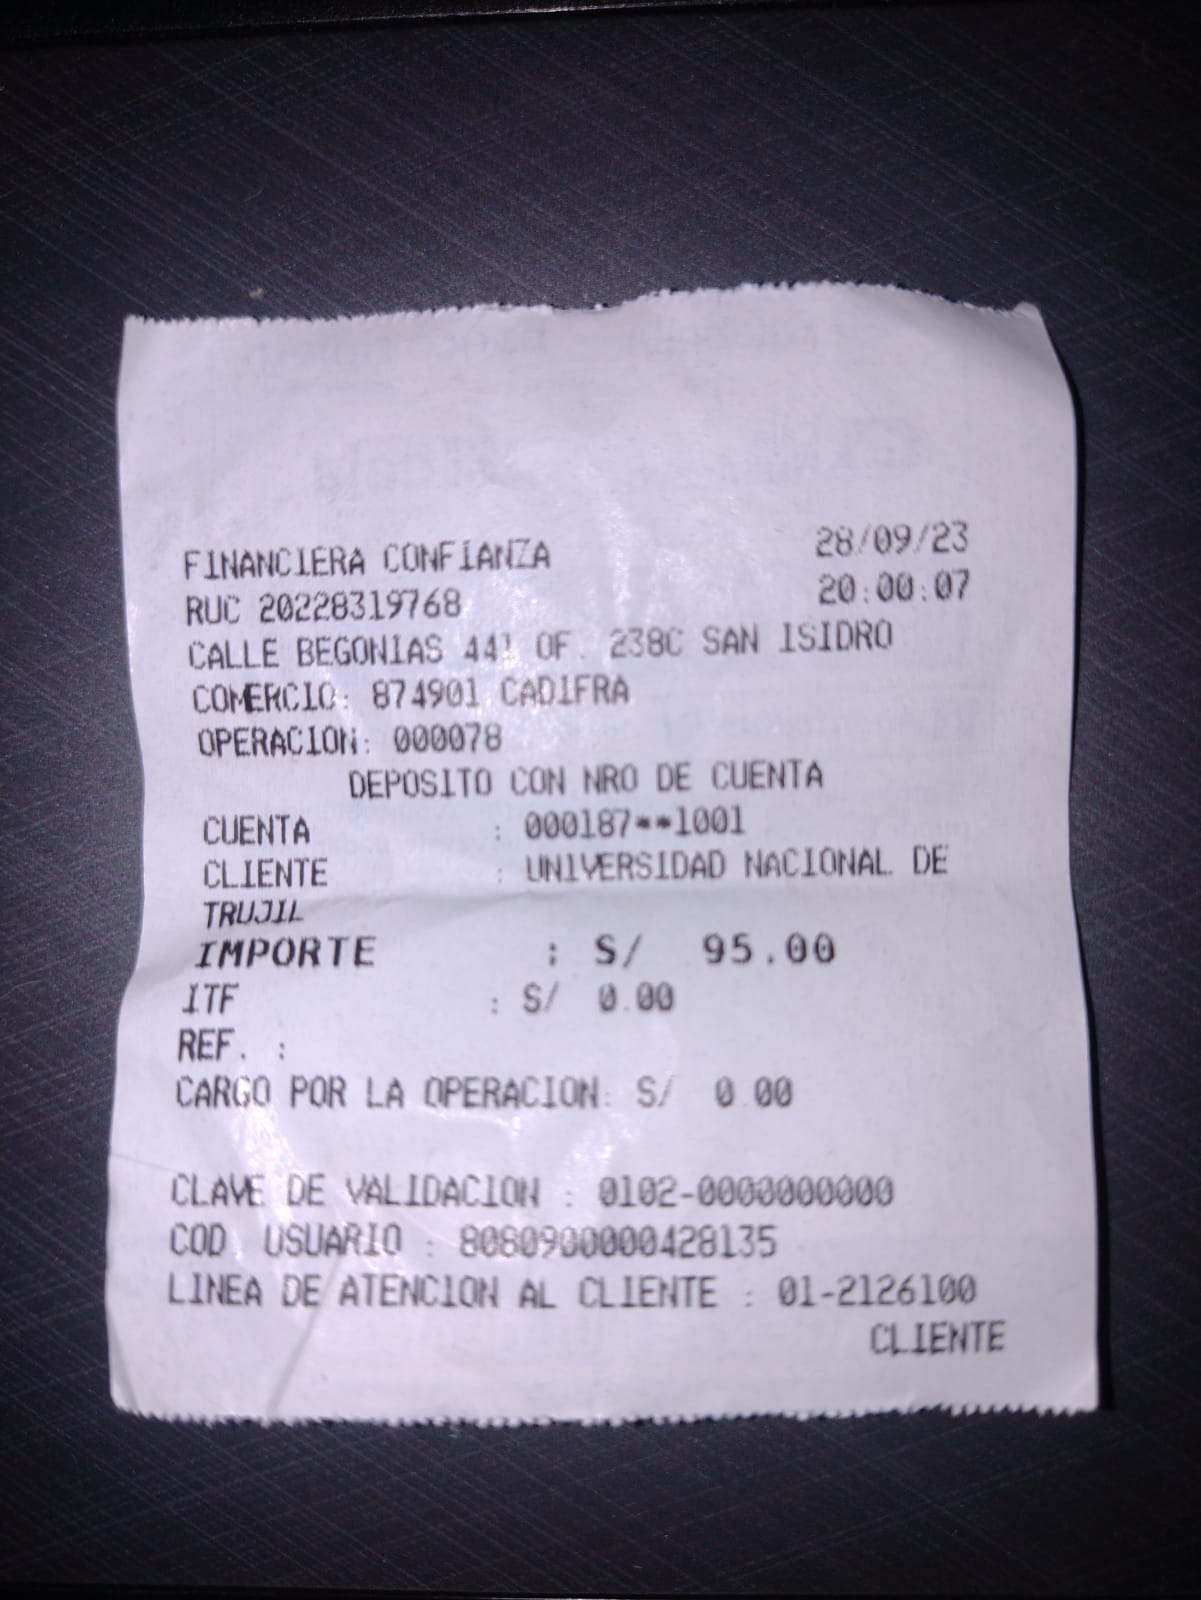 FINANCIERA CONFIANZA 28/09/23
RUC 20228319768 20:00:07
CALLE BEGONIAS 441 OF. 238C SAN ISIDRO
COMERCIO: 874901 CADIFRA
OPERACION: 000078
DEPOSITO CON NRO DE CUENTA
CUENTA : 000187**1001
CLIENTE : UNIVERSIDAD NACIONAL DE
TRUJIL
IMPORTE : S/ 95.00
ITF : S/ 0.00
REF. :
CARGO POR LA OPERACION: S/ 0.00
CLAVE DE VALIDACION : 0102-0000000000
COD. USUARIO : 8080900000428135
LINEA DE ATENCION AL CLIENTE : 01-2126100
CLIENTE